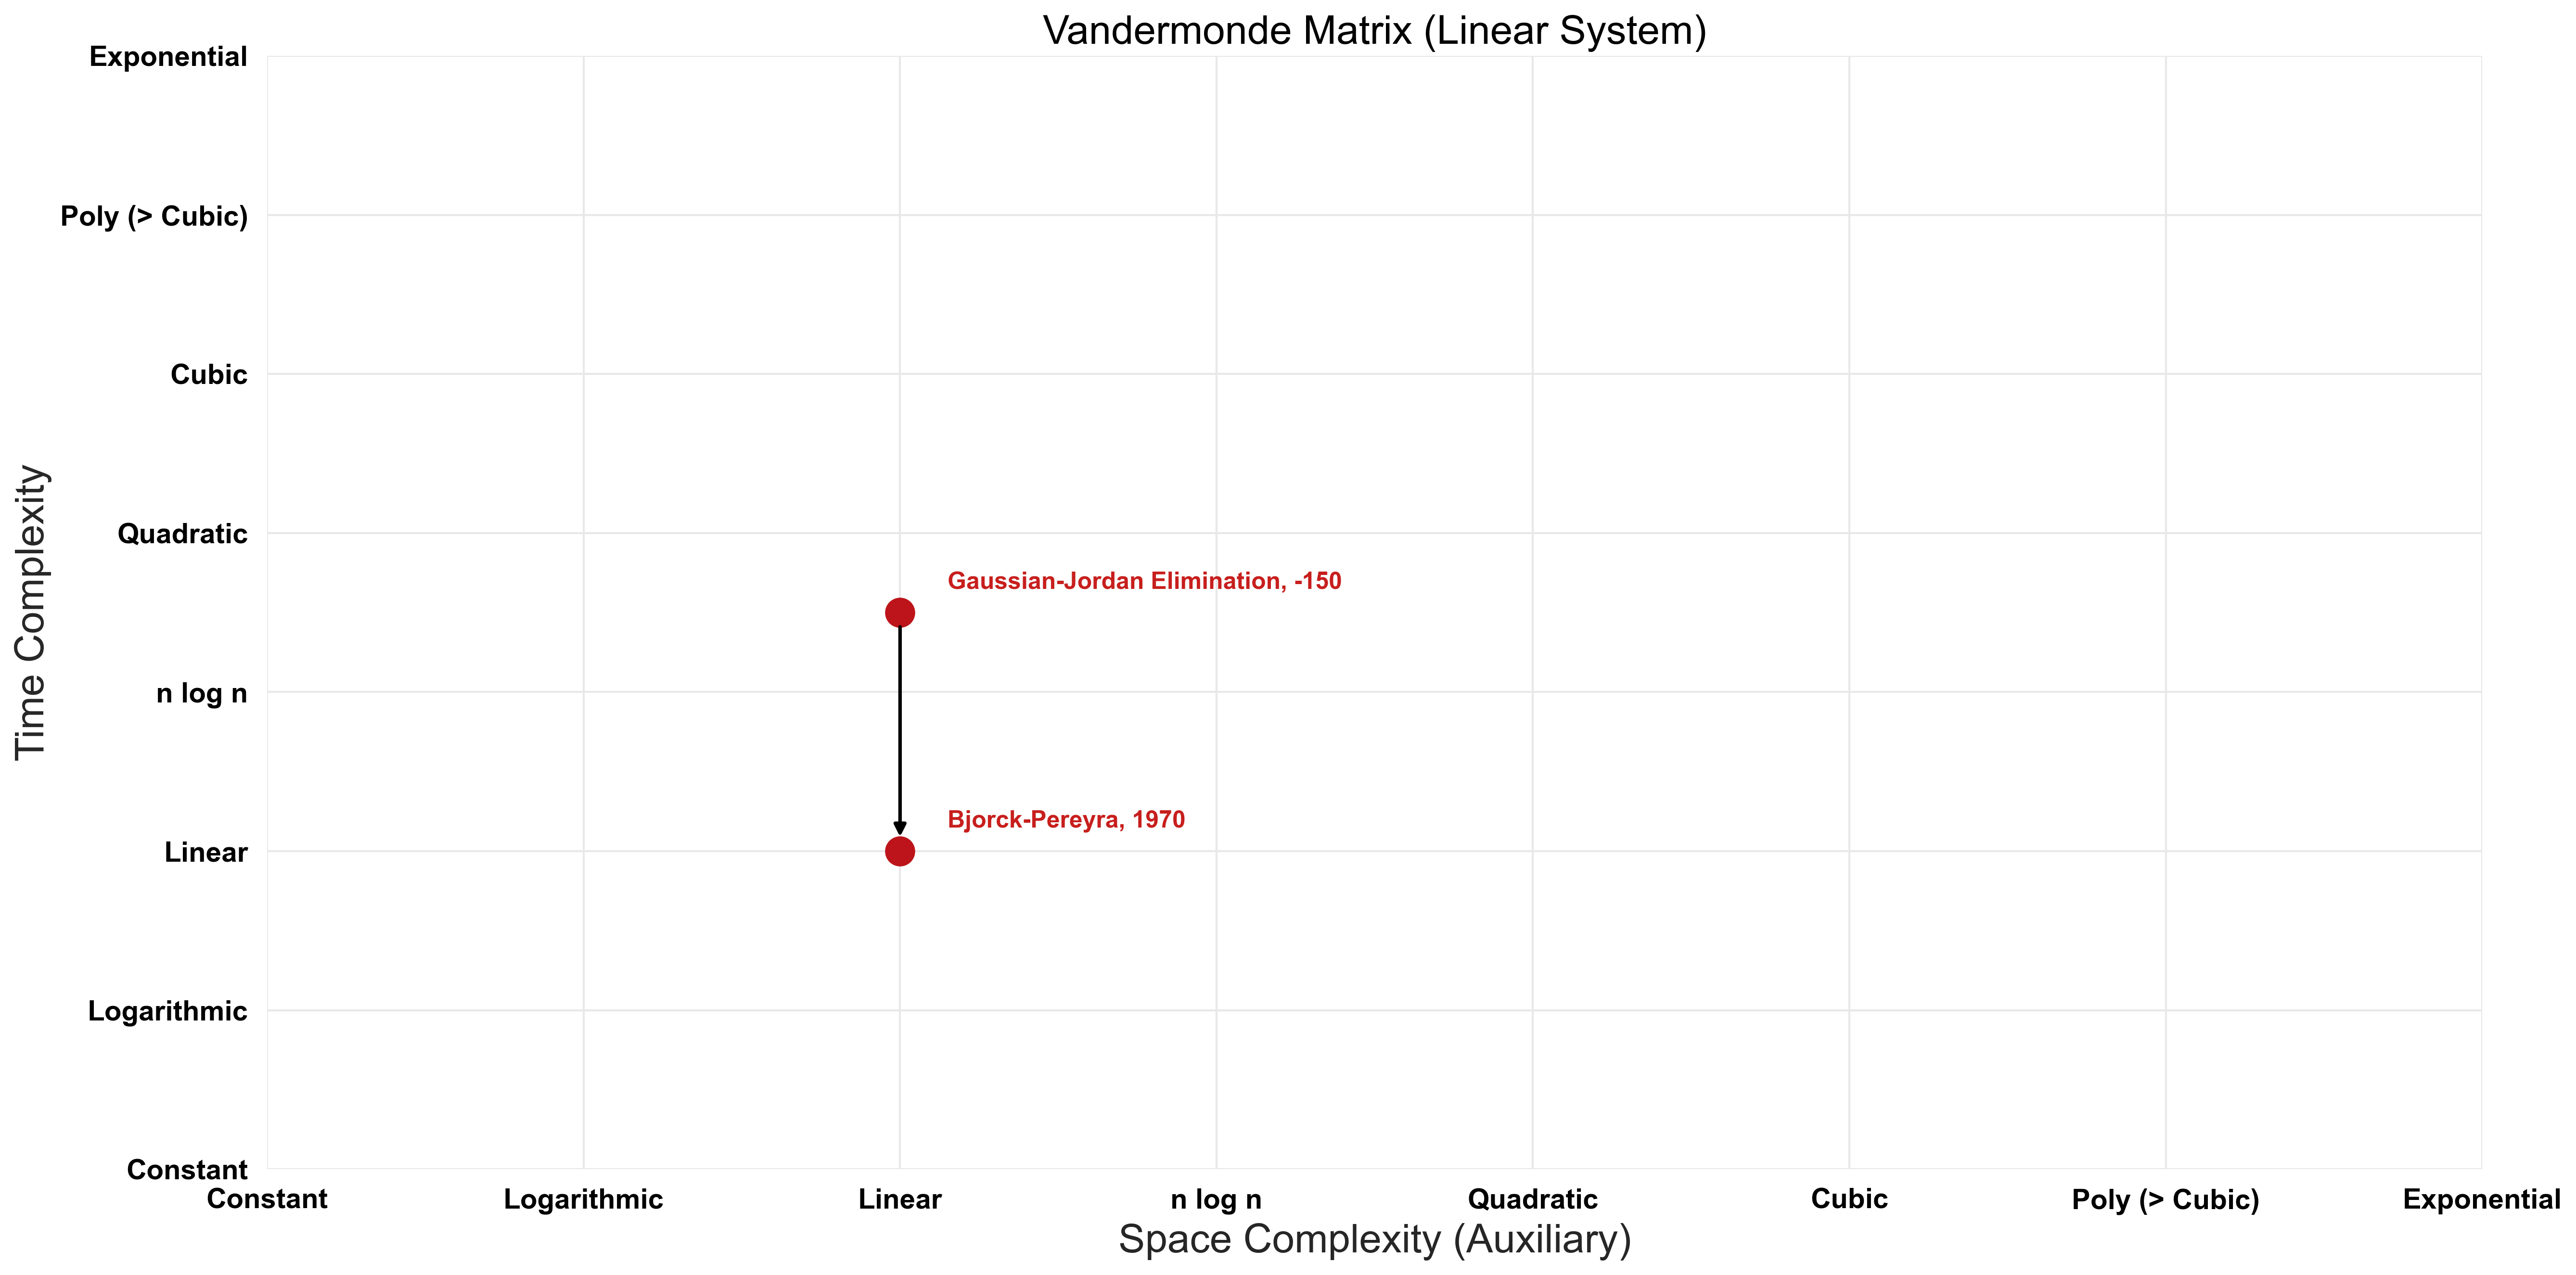 Vandermonde Matrix (Linear System)
Exponential
Poly (> Cubic)
Cubic
Quadratic
n log n
Linear
Logarithmic
Constant
Time Complexity
Gaussian-Jordan Elimination, -150
Bjorck-Pereyra, 1970
Constant
Logarithmic
Linear
n log n
Quadratic
Cubic
Poly (> Cubic)
Exponential
Space Complexity (Auxiliary)